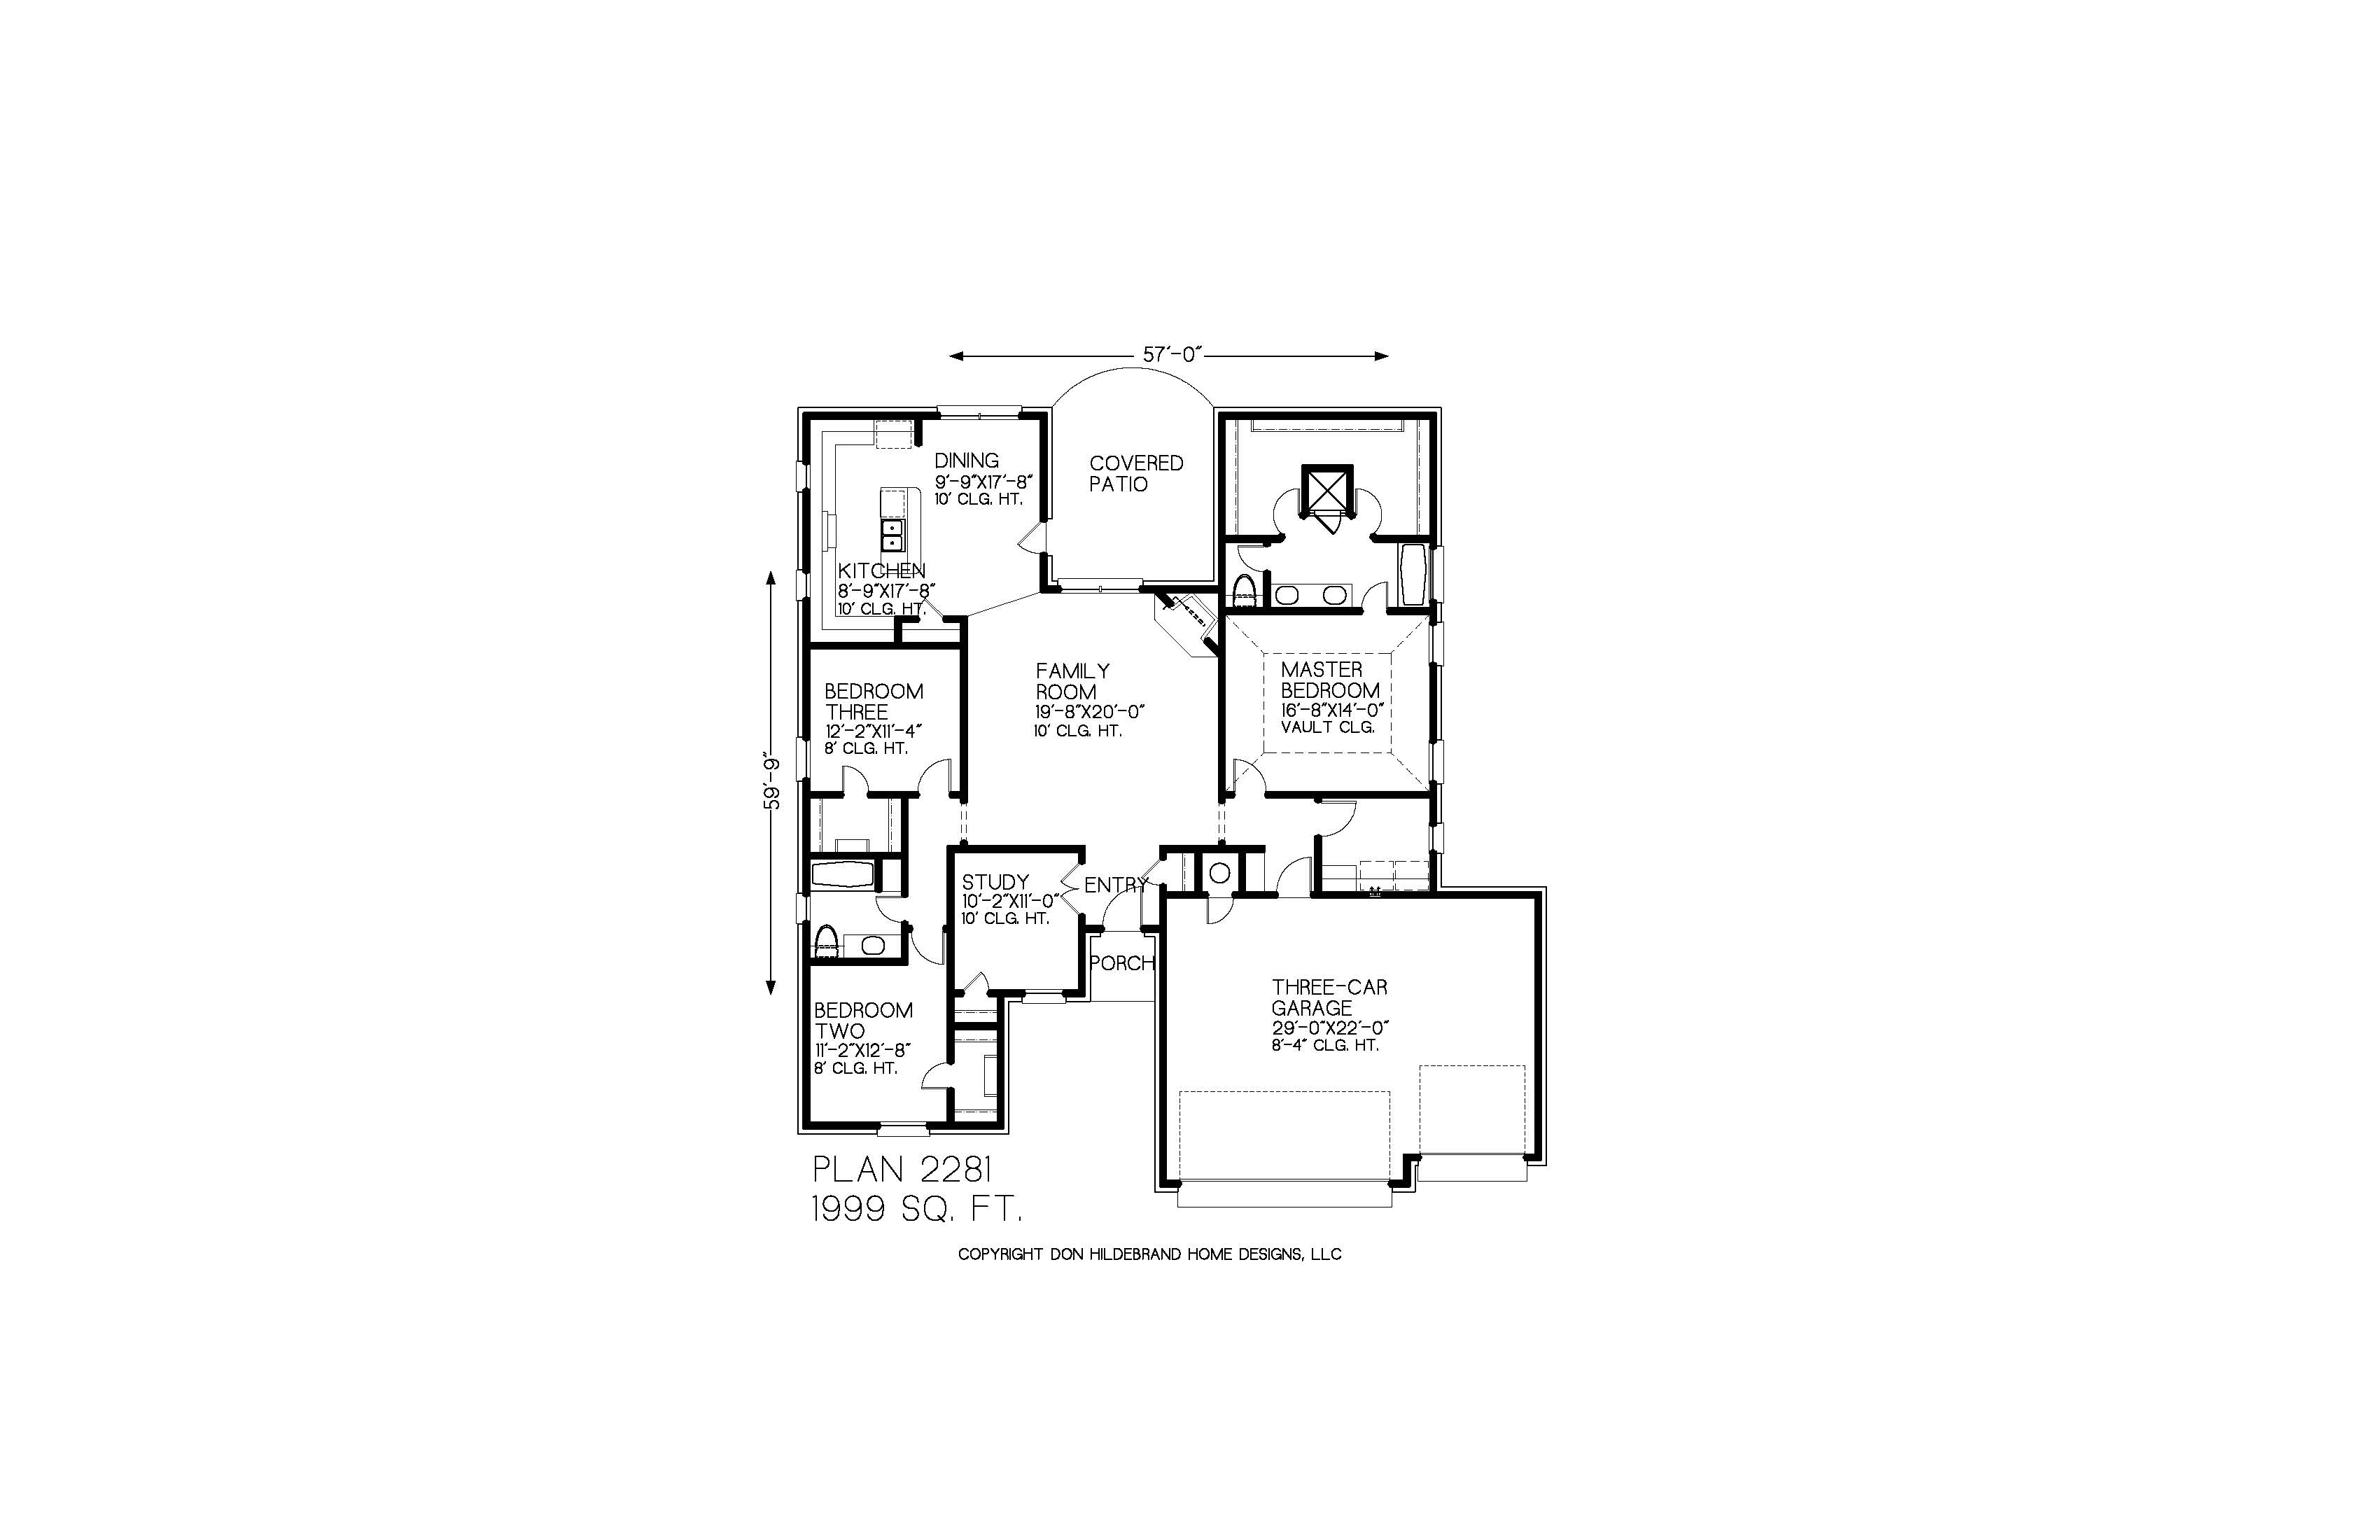 57'-0"
DINING
9'-9"X17'-8"
10' CLG. HT.
COVERED
PATIO
KITCHEN
8'-9"X17'-8"
10' CLG. HT.
FAMILY
ROOM
19'-8"X20'-0"
10' CLG. HT.
MASTER
BEDROOM
16'-8"X14'-0"
VAULT CLG.
BEDROOM
THREE
12'-2"X11'-4"
8' CLG. HT.
59'-9"
STUDY
10'-2"X11'-0"
10' CLG. HT.
ENTRY
PORCH
THREE-CAR
GARAGE
29'-0"X22'-0"
8'-4" CLG. HT.
BEDROOM
TWO
11'-2"X12'-8"
8' CLG. HT.
PLAN 2281
1999 SQ. FT.
COPYRIGHT DON HILDEBRAND HOME DESIGNS, LLC